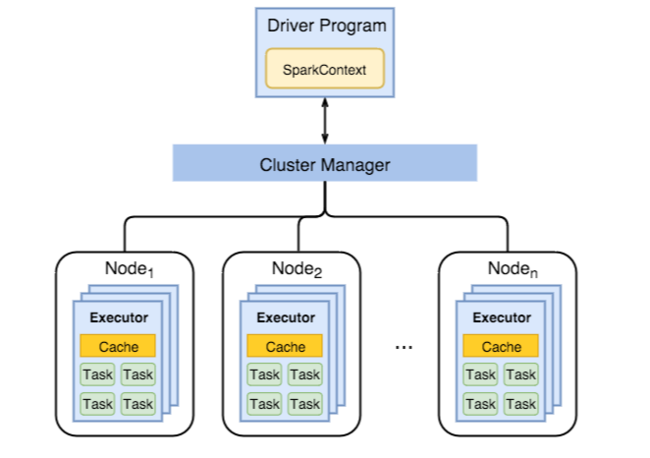 Driver Program
SparkContext
Cluster Manager
Node1
Executor
Cache
Task Task
Task Task
Node2
Executor
Cache
Task Task
Task Task
...
Noden
Executor
Cache
Task Task
Task Task